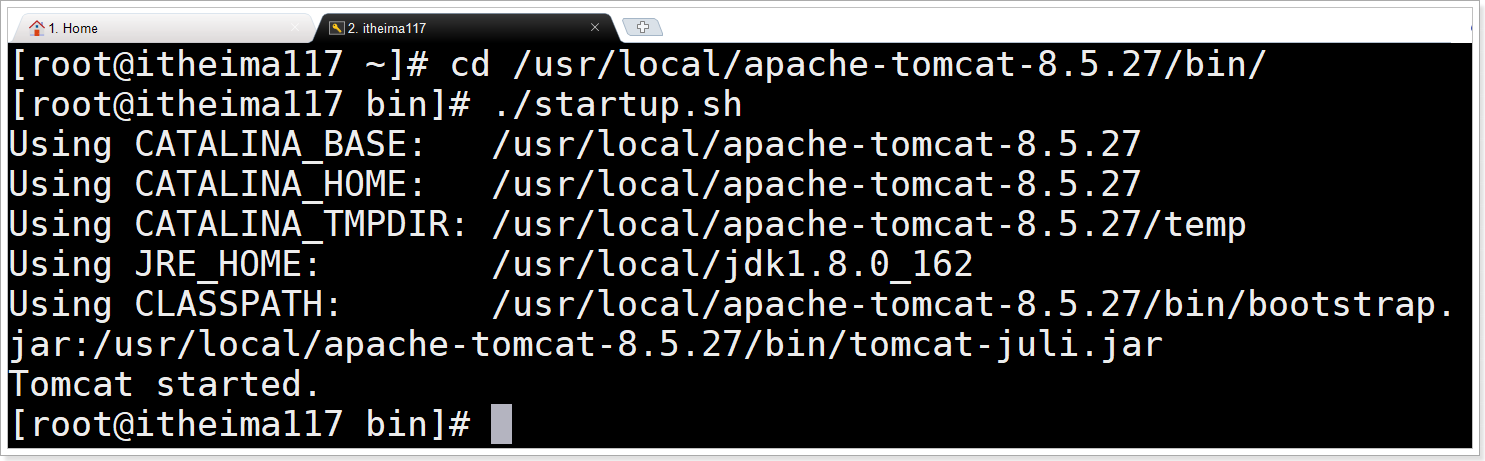 1. Home
2. itheima117
[root@itheima117 ~]# cd /usr/local/apache-tomcat-8.5.27/bin/
[root@itheima117 bin]# ./startup.sh
Using CATALINA_BASE:   /usr/local/apache-tomcat-8.5.27
Using CATALINA_HOME:   /usr/local/apache-tomcat-8.5.27
Using CATALINA_TMPDIR: /usr/local/apache-tomcat-8.5.27/temp
Using JRE_HOME:        /usr/local/jdk1.8.0_162
Using CLASSPATH:       /usr/local/apache-tomcat-8.5.27/bin/bootstrap.
jar:/usr/local/apache-tomcat-8.5.27/bin/tomcat-juli.jar
Tomcat started.
[root@itheima117 bin]#